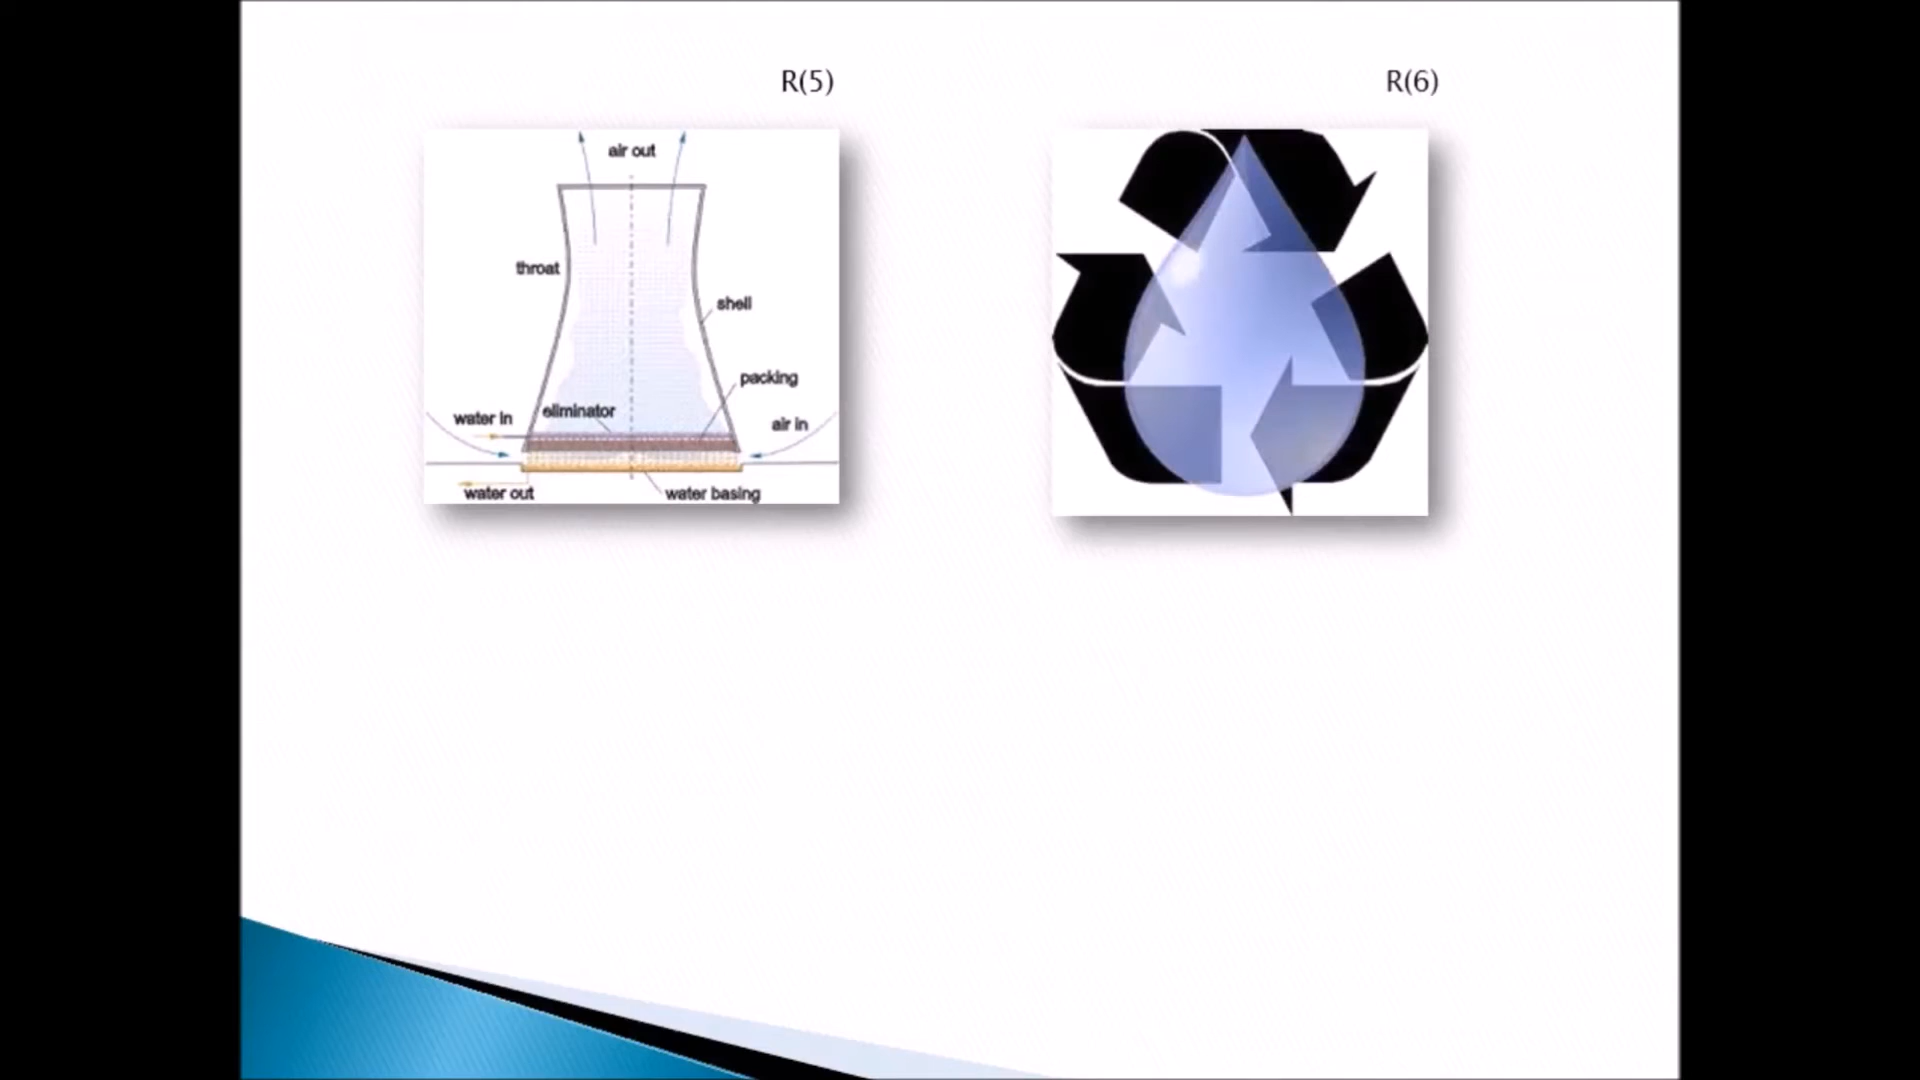 R(5)
R(6)
air out
throat
shell
packing
eliminator
water in
air in
water out
water basing